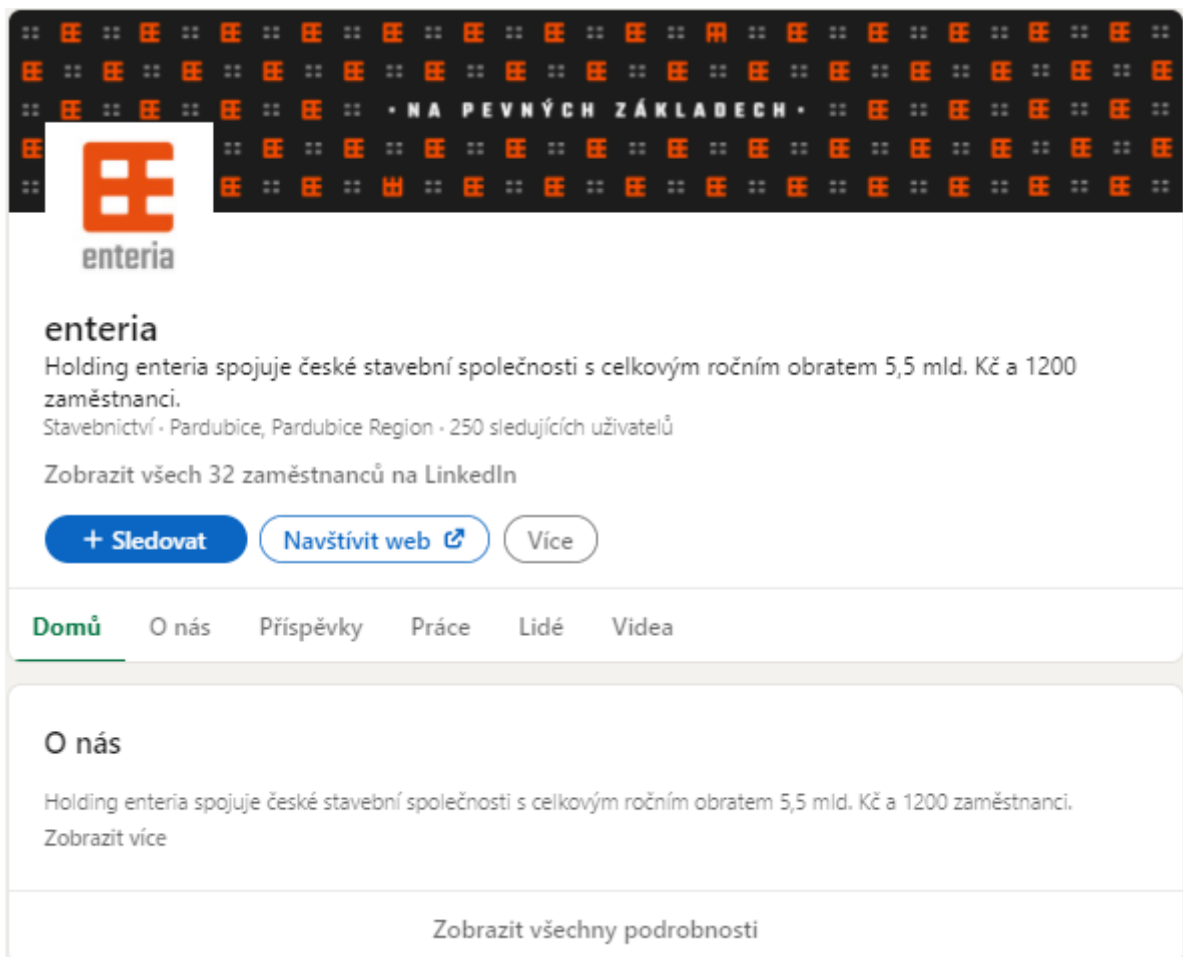 • NA PEVNÝCH ZÁKLADECH •
enteria
enteria
Holding enteria spojuje české stavební společnosti s celkovým ročním obratem 5,5 mld. Kč a 1200
zaměstnanci.
Stavebnictví · Pardubice, Pardubice Region · 250 sledujících uživatelů
Zobrazit všech 32 zaměstnanců na LinkedIn
+ Sledovat Navštívit web Více
Domů O nás Příspěvky Práce Lidé Videa
O nás
Holding enteria spojuje české stavební společnosti s celkovým ročním obratem 5,5 mld. Kč a 1200 zaměstnanci.
Zobrazit více
Zobrazit všechny podrobnosti